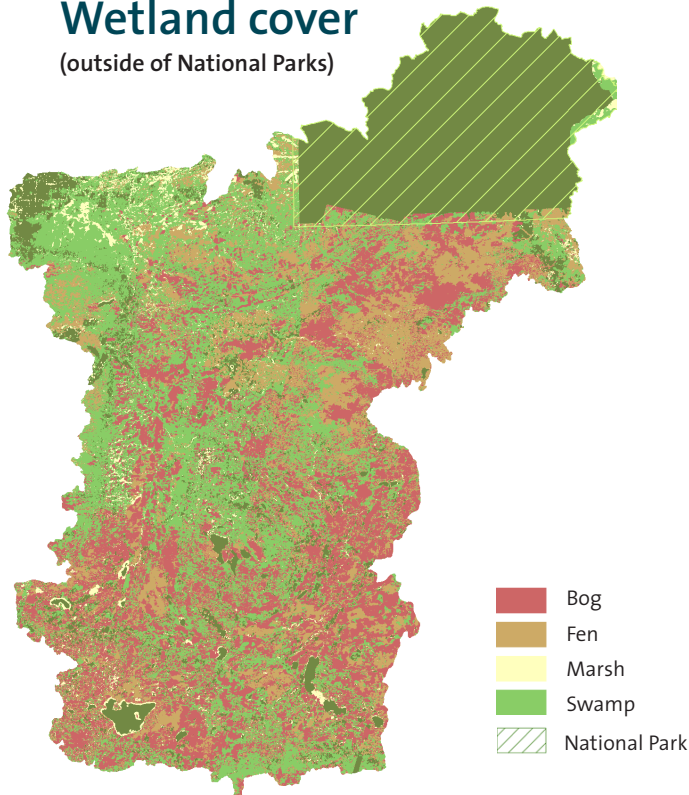 Wetland cover
(outside of National Parks)
Bog
Fen
Marsh
Swamp
National Park